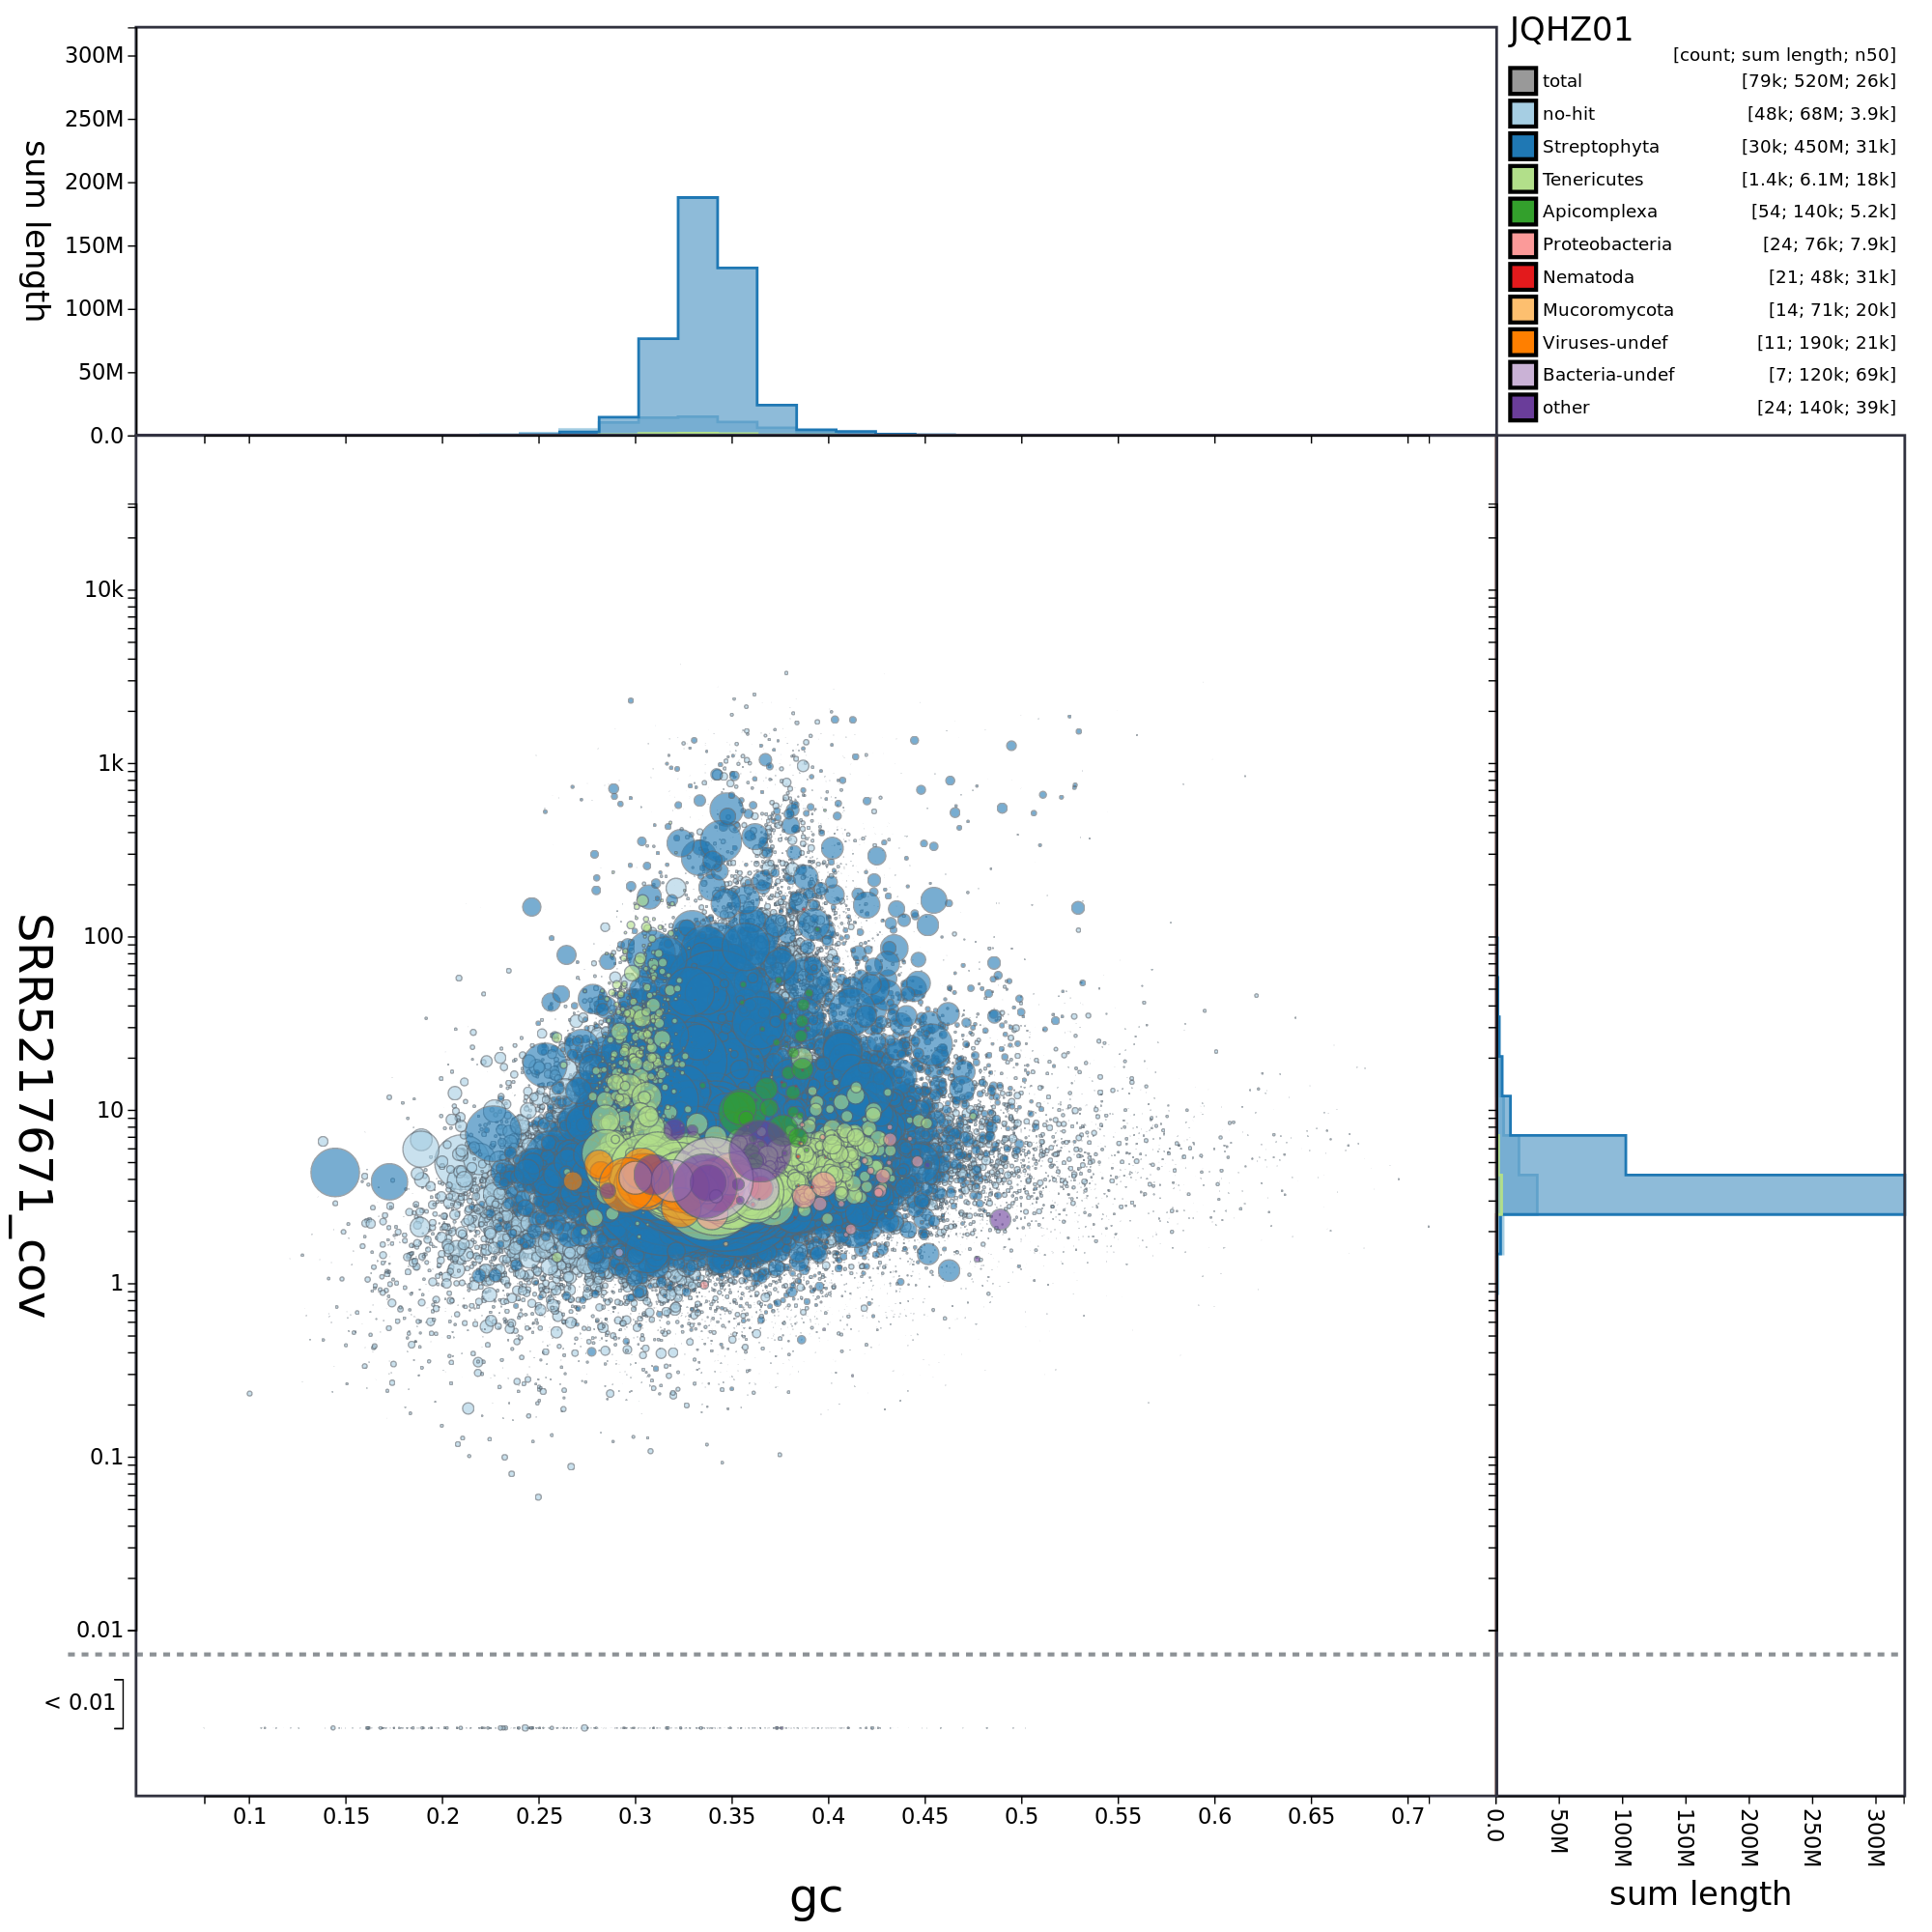 JQHZ01
[count; sum length; n50]
total [79k; 520M; 26k]
no-hit [48k; 68M; 3.9k]
Streptophyta [30k; 450M; 31k]
Tenericutes [1.4k; 6.1M; 18k]
Apicomplexa [54; 140k; 5.2k]
Proteobacteria [24; 76k; 7.9k]
Nematoda [21; 48k; 31k]
Mucoromycota [14; 71k; 20k]
Viruses-undef [11; 190k; 21k]
Bacteria-undef [7; 120k; 69k]
other [24; 140k; 39k]
sum length
300M
250M
200M
150M
100M
50M
0.0
SRR5217671_cov
10k
1k
100
10
1
0.1
0.01
< 0.01
0.1 0.15 0.2 0.25 0.3 0.35 0.4 0.45 0.5 0.55 0.6 0.65 0.7
gc
0.0 50M 100M 150M 200M 250M 300M
sum length